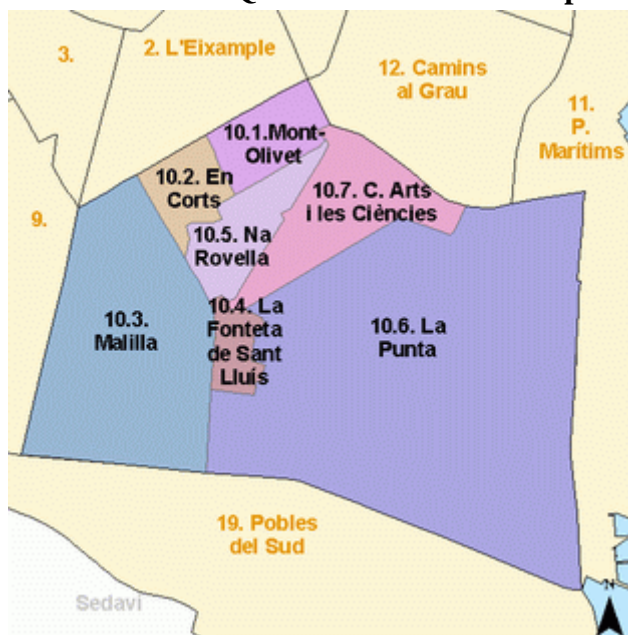 3.
2. L'Eixample
12. Camins
al Grau
11.
P.
Marítims
10.1.Mont-
Olivet
10.2. En
Corts
10.7. C. Arts
i les Ciències
9.
10.5. Na
Rovella
10.3.
Malilla
10.4. La
Fonteta
de Sant
Lluís
10.6. La
Punta
19. Pobles
del Sud
Sedaví
N